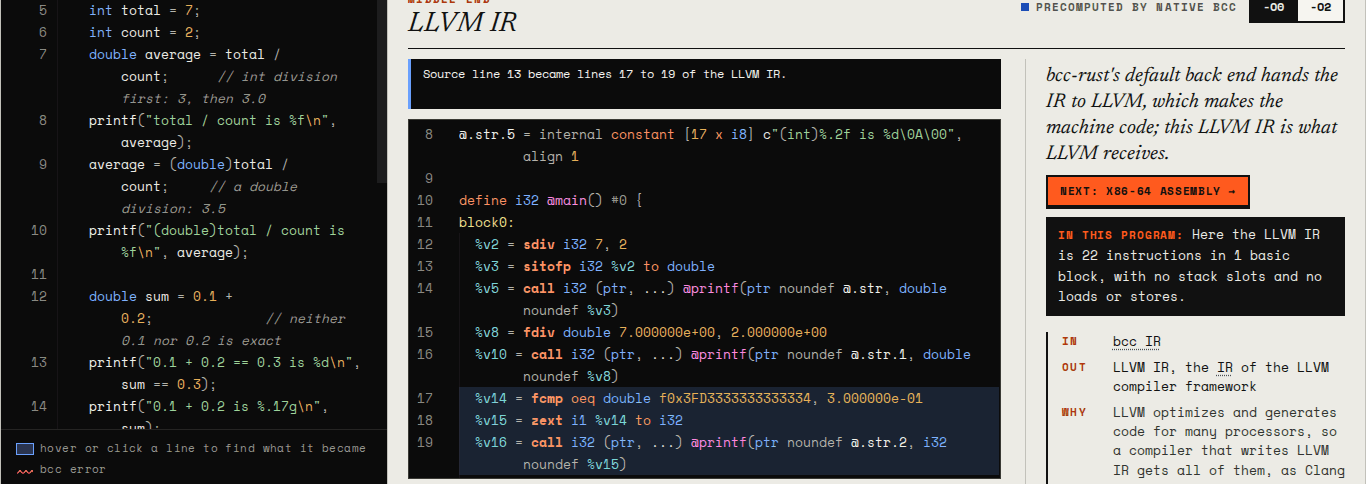 5 int total = 7;
6 int count = 2;
7 double average = total /
count; // int division
first: 3, then 3.0
8 printf("total / count is %f\n",
average);
9 average = (double)total /
count; // a double
division: 3.5
10 printf("(double)total / count is
%f\n", average);
11
12 double sum = 0.1 +
0.2; // neither
0.1 nor 0.2 is exact
13 printf("0.1 + 0.2 == 0.3 is %d\n",
sum == 0.3);
14 printf("0.1 + 0.2 is %.17g\n",
sum);
hover or click a line to find what it became
bcc error
MIDDLE END
LLVM IR
PRECOMPUTED BY NATIVE BCC
-O0 -O2
Source line 13 became lines 17 to 19 of the LLVM IR.
8 @.str.5 = internal constant [17 x i8] c"(int)%.2f is %d\0A\00",
align 1
9
10 define i32 @main() #0 {
11 block0:
12 %v2 = sdiv i32 7, 2
13 %v3 = sitofp i32 %v2 to double
14 %v5 = call i32 (ptr, ...) @printf(ptr noundef @.str, double
noundef %v3)
15 %v8 = fdiv double 7.000000e+00, 2.000000e+00
16 %v10 = call i32 (ptr, ...) @printf(ptr noundef @.str.1, double
noundef %v8)
17 %v14 = fcmp oeq double f0x3FD3333333333334, 3.000000e-01
18 %v15 = zext i1 %v14 to i32
19 %v16 = call i32 (ptr, ...) @printf(ptr noundef @.str.2, i32
noundef %v15)
bcc-rust's default back end hands the
IR to LLVM, which makes the
machine code; this LLVM IR is what
LLVM receives.
NEXT: X86-64 ASSEMBLY →
IN THIS PROGRAM: Here the LLVM IR
is 22 instructions in 1 basic
block, with no stack slots and no
loads or stores.
IN bcc IR
OUT LLVM IR, the IR of the LLVM
compiler framework
WHY LLVM optimizes and generates
code for many processors, so
a compiler that writes LLVM
IR gets all of them, as Clang